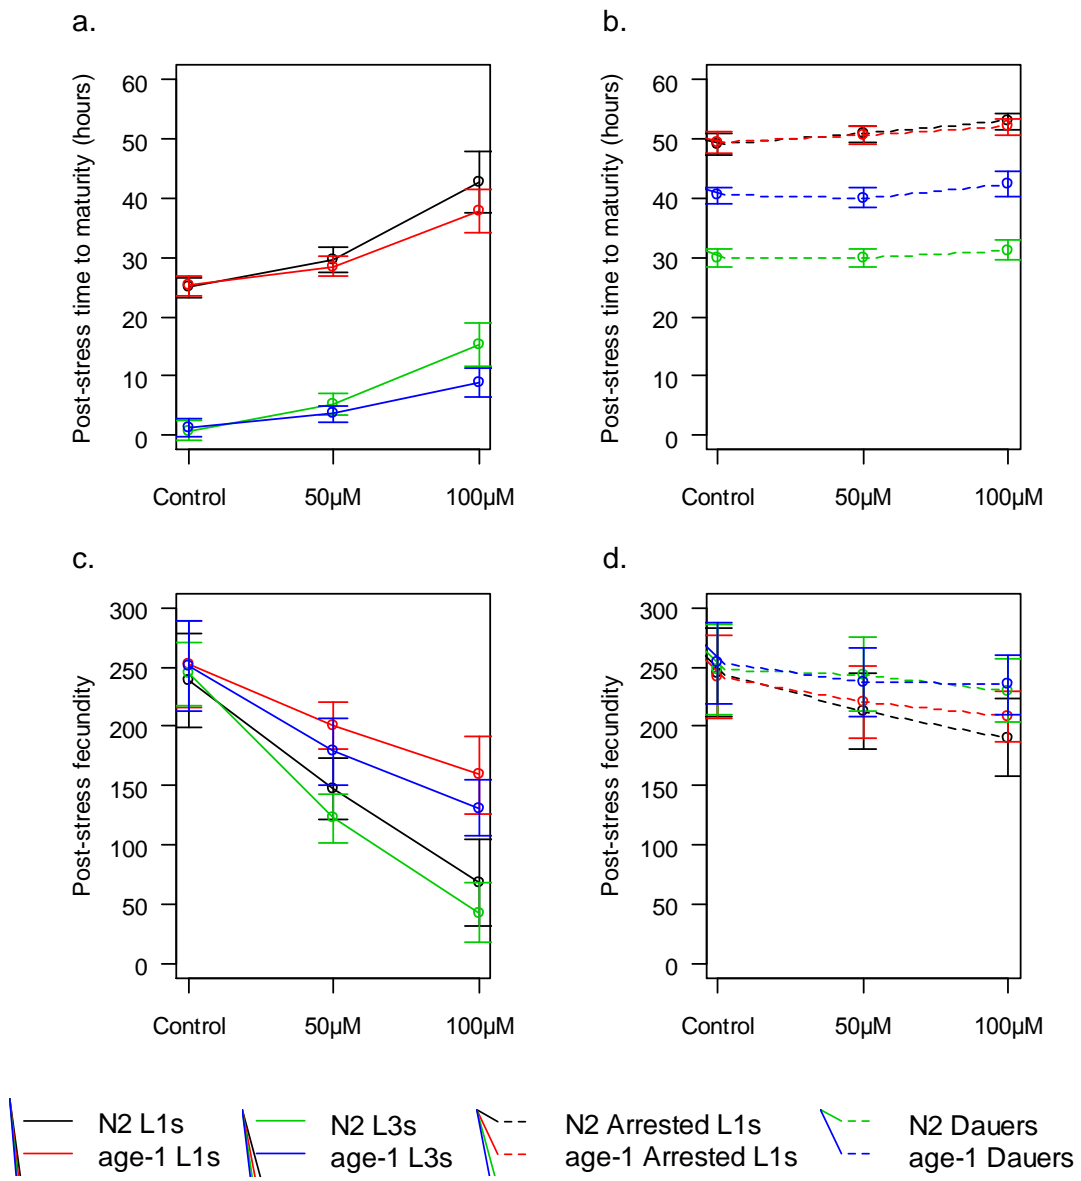 a.
Post-stress time to maturity (hours)
60
50
40
30
20
10
0
Control 50µM 100µM
b.
Post-stress time to maturity (hours)
60
50
40
30
20
10
0
Control 50µM 100µM
c.
Post-stress fecundity
300
250
200
150
100
50
0
Control 50µM 100µM
d.
Post-stress fecundity
300
250
200
150
100
50
0
Control 50µM 100µM
N2 L1s
age-1 L1s
N2 L3s
age-1 L3s
N2 Arrested L1s
age-1 Arrested L1s
N2 Dauers
age-1 Dauers